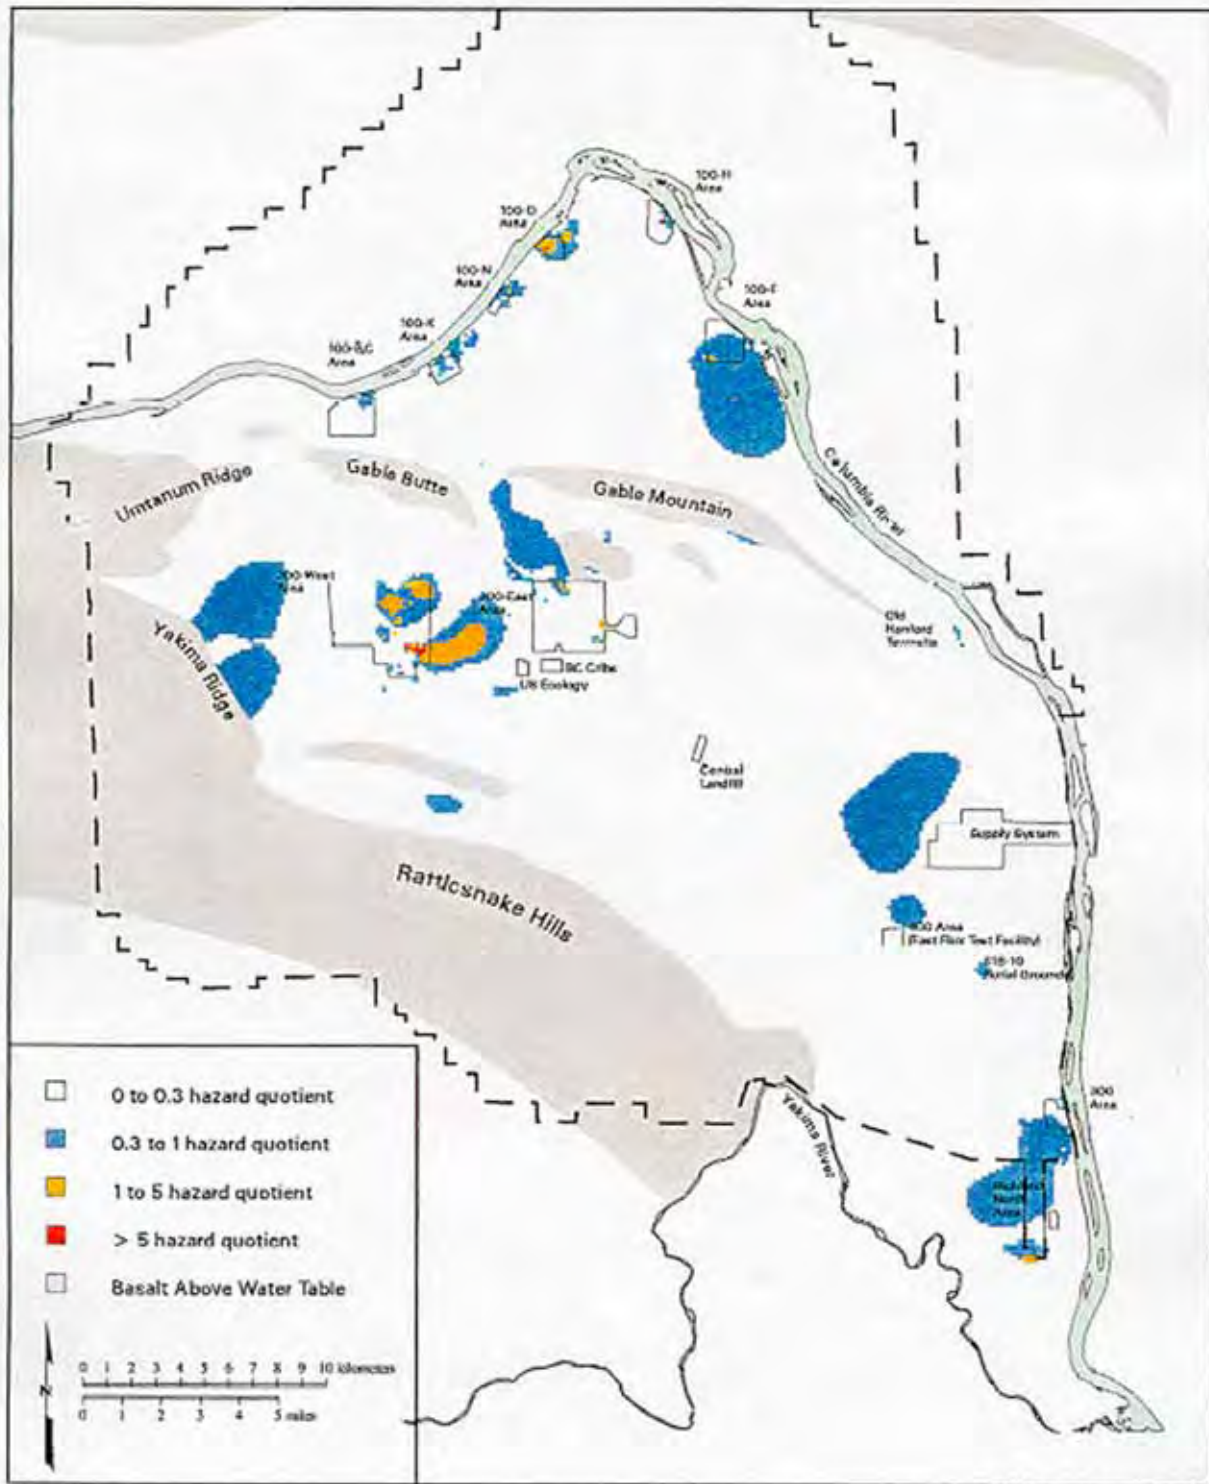 100-H
Area
100-D
Area
100-N
Area
100-F
Area
100-K
Area
100-B,C
Area
Columbia River
Umtanum Ridge
Gable Butte
Gable Mountain
200-West
Area
200-East
Area
Old
Hanford
Townsite
BC Cribs
US Ecology
Yakima Ridge
Central
Landfill
Supply System
Rattlesnake Hills
400 Area
(Fast Flux Test Facility)
618-10
Burial Grounds
300
Area
Yakima River
Richland
North
Area
0 to 0.3 hazard quotient
0.3 to 1 hazard quotient
1 to 5 hazard quotient
> 5 hazard quotient
Basalt Above Water Table
0 1 2 3 4 5 6 7 8 9 10 kilometers
N
0 1 2 3 4 5 miles